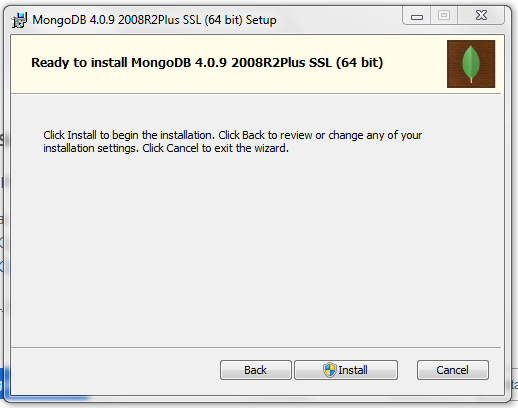 MongoDB 4.0.9 2008R2Plus SSL (64 bit) Setup
Ready to install MongoDB 4.0.9 2008R2Plus SSL (64 bit)
Click Install to begin the installation. Click Back to review or change any of your
installation settings. Click Cancel to exit the wizard.
Back
Install
Cancel